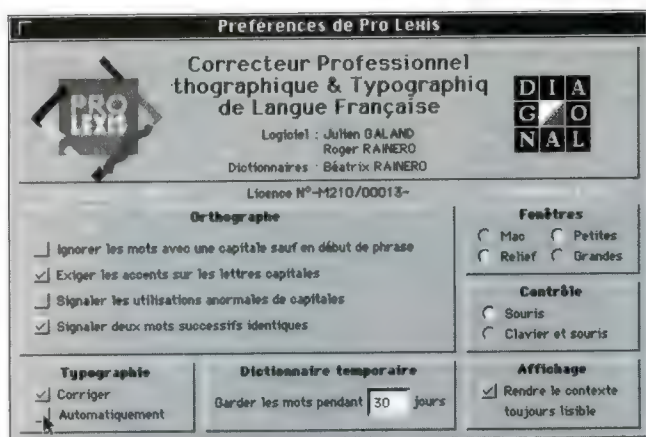 Preférences de Pro Lexis
PRO
LEXIS
Correcteur Professionnel
thographique & Typographiq
de Langue Française
Logiciel : Julien GALAND
Roger RAINERO
Dictionnaires : Béatrix RAINERO
DIA
G O
NAL
Licence N°-M210/00013-
Orthographe
Ignorer les mots avec une capitale sauf en début de phrase
Exiger les accents sur les lettres capitales
Signaler les utilisations anormales de capitales
Signaler deux mots successifs identiques
Fenêtres
Mac Petites
Relief Grandes
Contrôle
Souris
Clavier et souris
Typographie
Corriger
Automatiquement
Dictionnaire temporaire
Garder les mots pendant 30 jours
Affichage
Rendre le contexte
toujours lisible